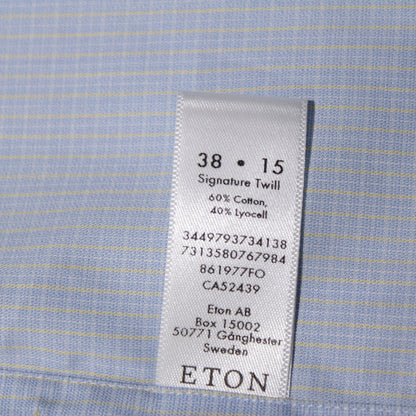 38 • 15
Signature Twill
60% Cotton,
40% Lyocell
3449793734138
7313580767984
861977FO
CA52439
Eton AB
Box 15002
50771 Gånghester
Sweden
ETON